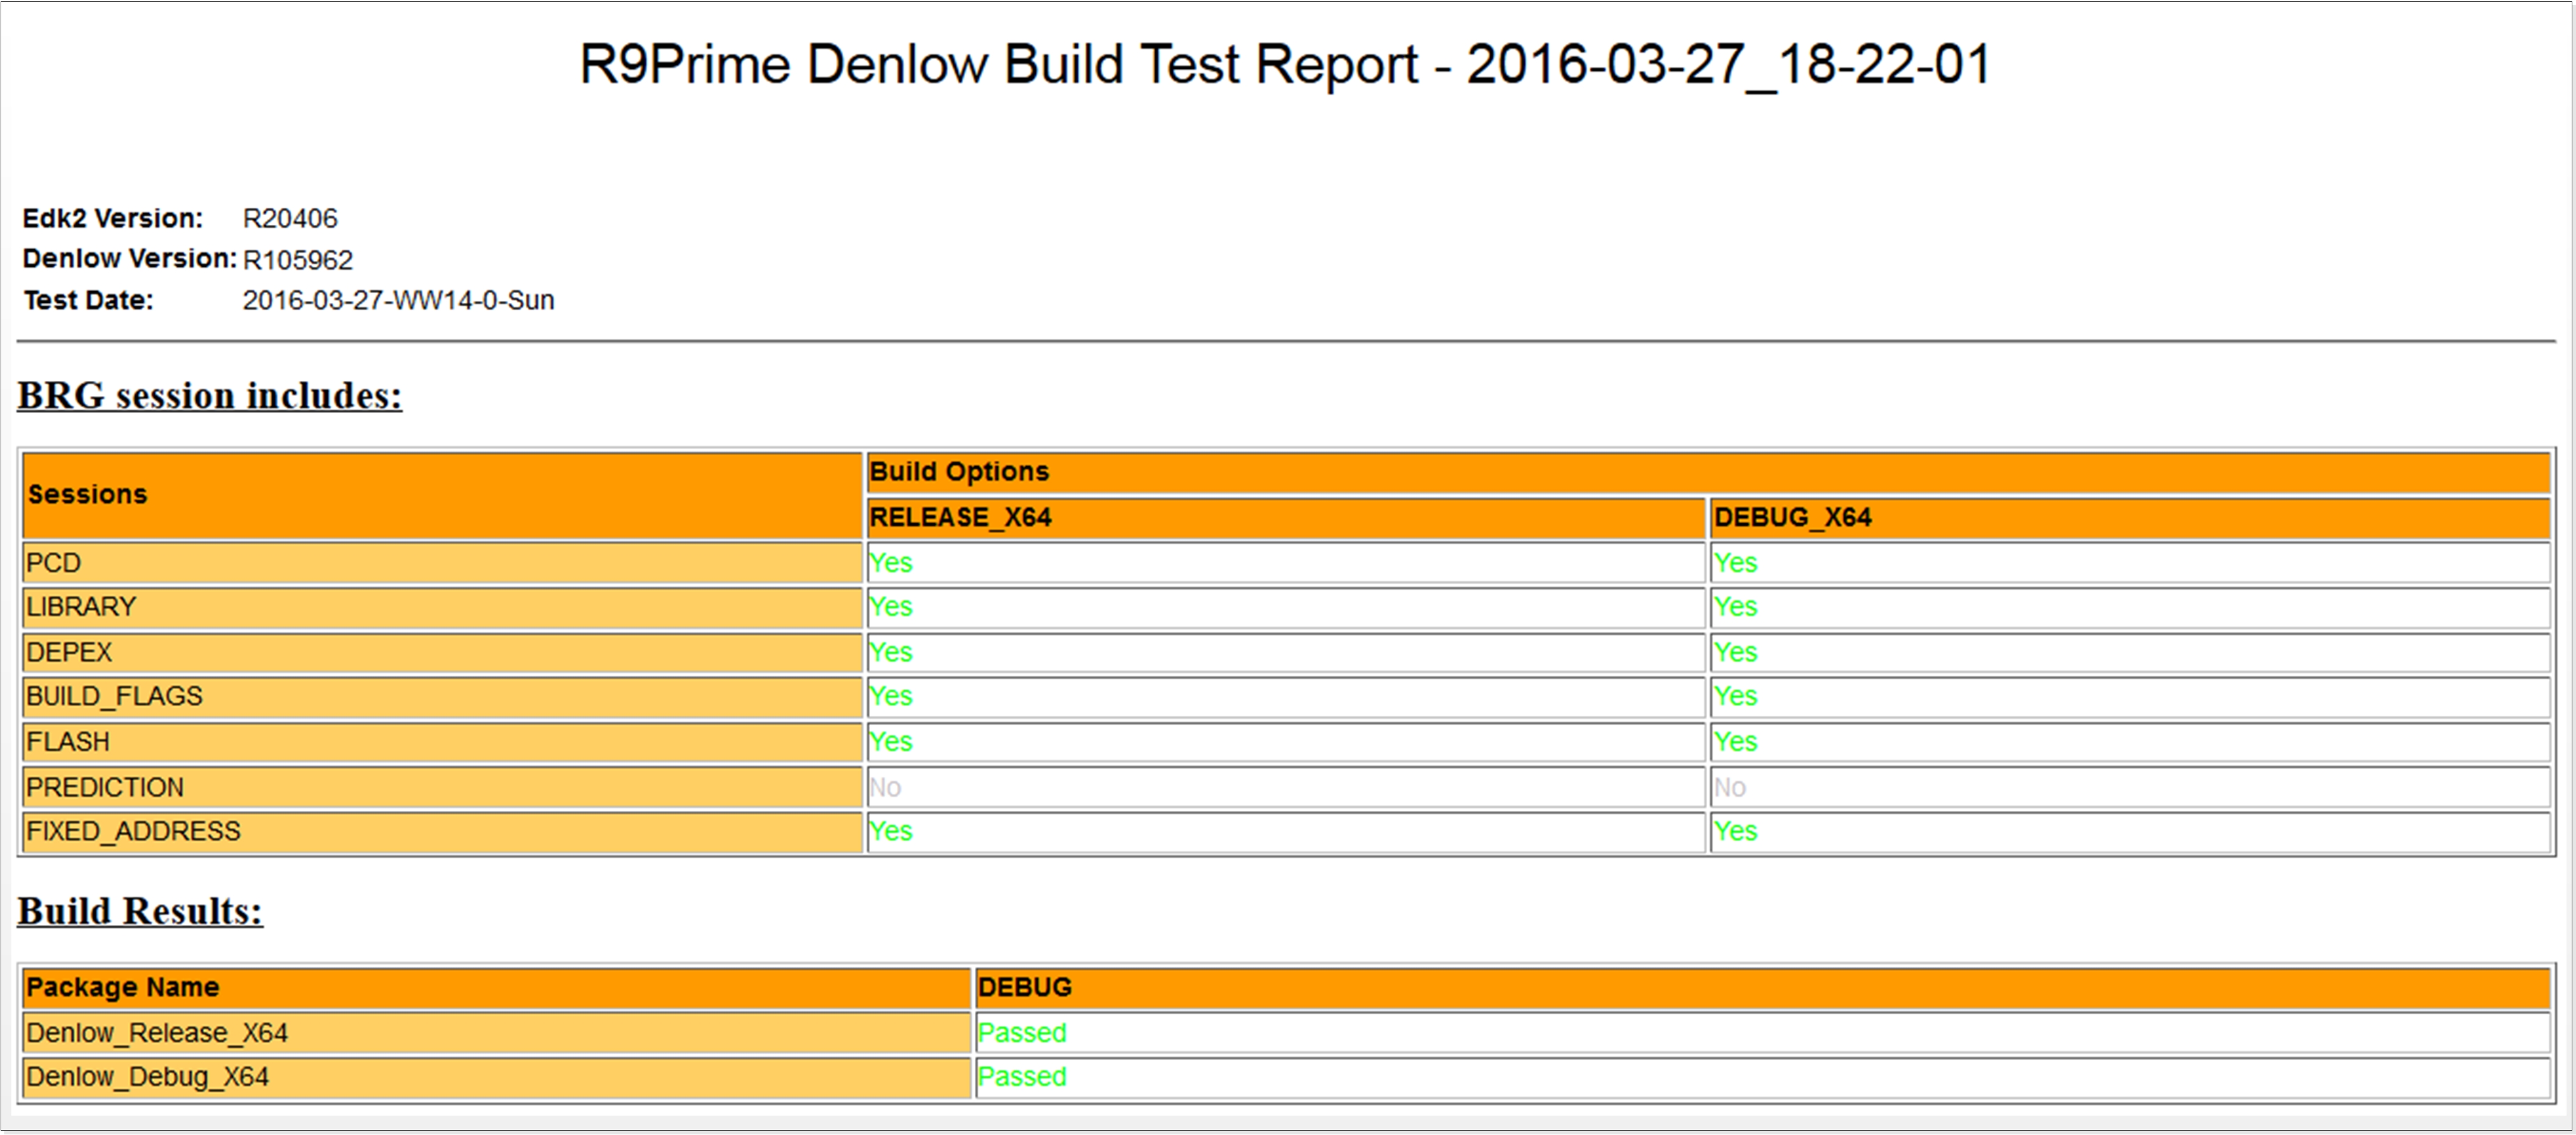 R9Prime Denlow Build Test Report - 2016-03-27_18-22-01
Edk2 Version: R20406
Denlow Version: R105962
Test Date: 2016-03-27-WW14-0-Sun
BRG session includes:
Sessions Build Options
RELEASE_X64 DEBUG_X64
PCD Yes Yes
LIBRARY Yes Yes
DEPEX Yes Yes
BUILD_FLAGS Yes Yes
FLASH Yes Yes
PREDICTION No No
FIXED_ADDRESS Yes Yes
Build Results:
Package Name DEBUG
Denlow_Release_X64 Passed
Denlow_Debug_X64 Passed